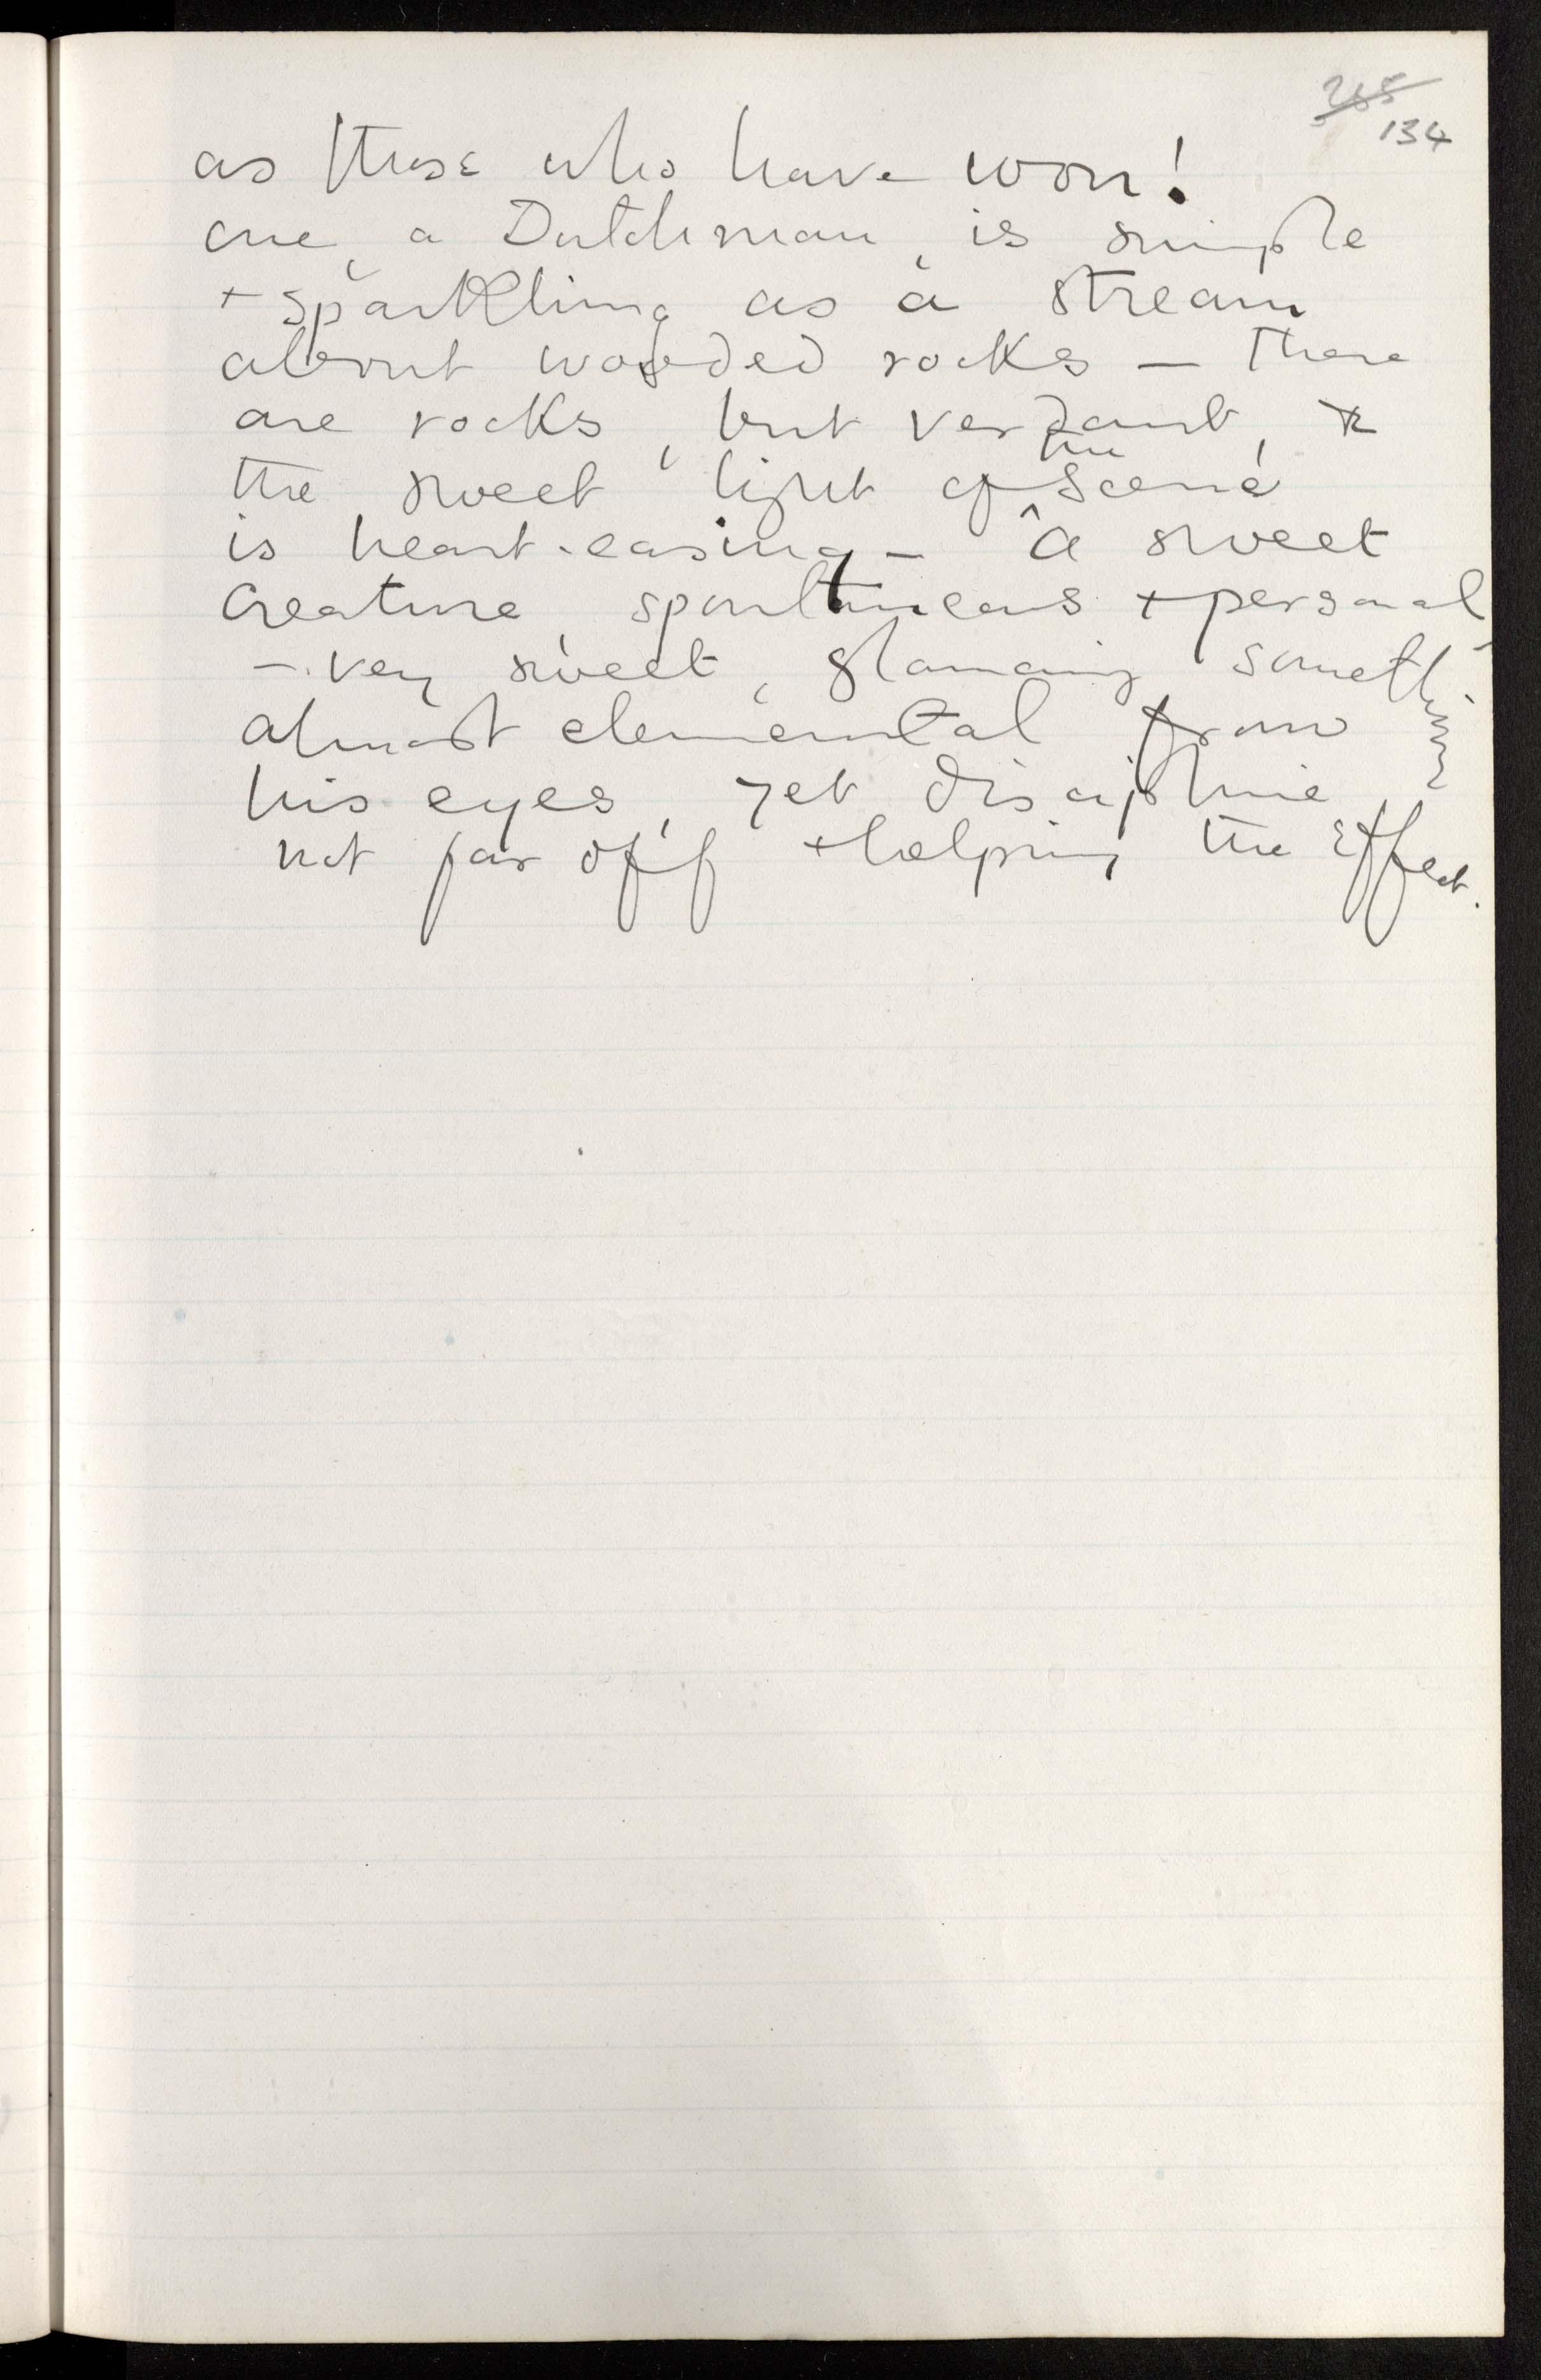 265
134
as those who have won!
one, a Dutchman, is simple
+ sparkling as a stream
about wooded rocks — there
are rocks, but verdant, &
the sweet light of the scene
is heart-easing — a sweet
creature, spontaneous + personal
— very sweet, glancing something
almost elemental from
his eyes, yet discipline
not far off + helping the effect.